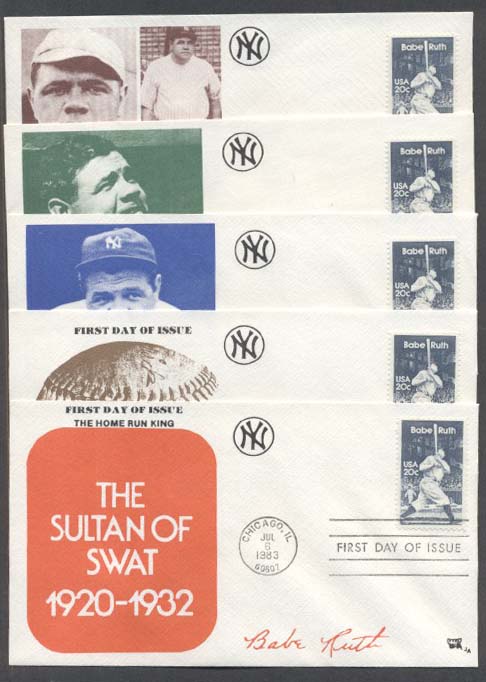 NY
Babe Ruth
USA
20c
NY
Babe Ruth
USA
20c
NY
Babe Ruth
USA
20c
FIRST DAY OF ISSUE
NY
Babe Ruth
USA
20c
FIRST DAY OF ISSUE
THE HOME RUN KING
NY
Babe Ruth
USA
20c
THE
SULTAN OF
SWAT
1920-1932
CHICAGO, IL
JUL
6
1983
60607
FIRST DAY OF ISSUE
Babe Ruth
JA